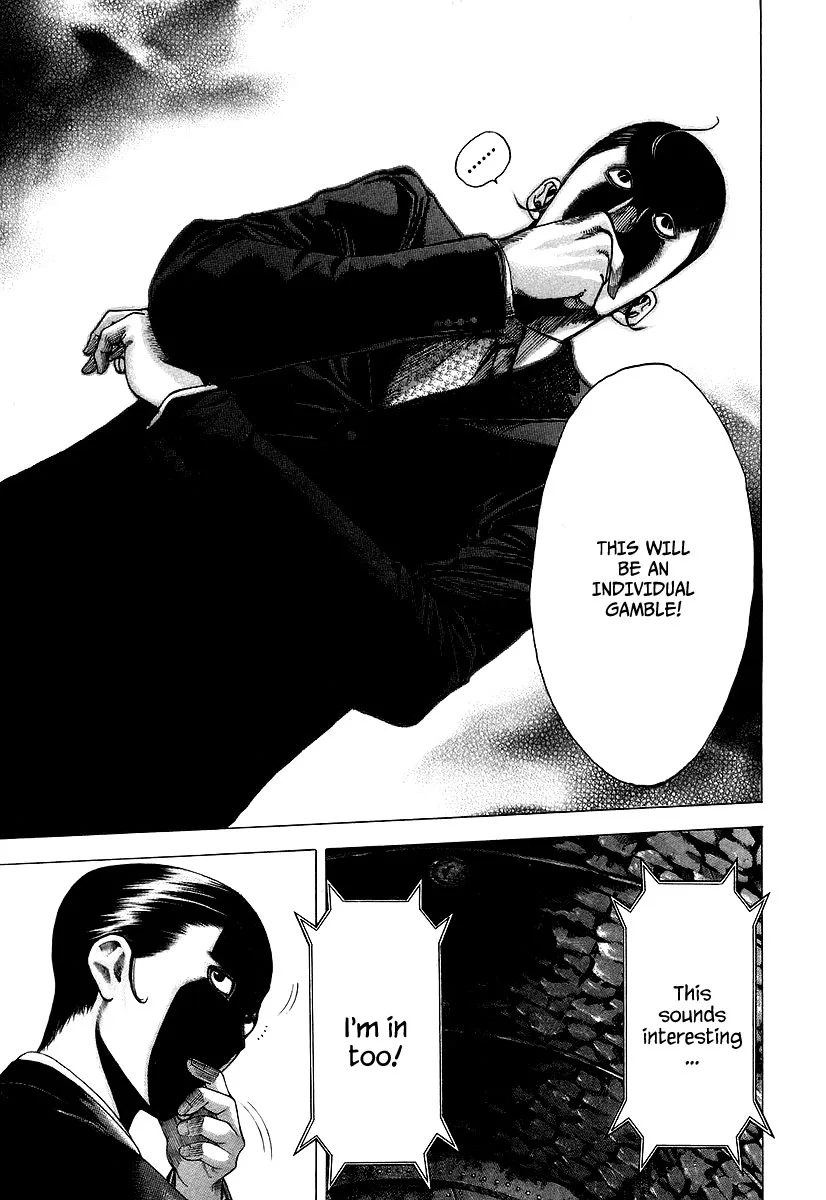 ......
THIS WILL
BE AN
INDIVIDUAL
GAMBLE!
This
sounds
interesting
...
I'm in
too!
...